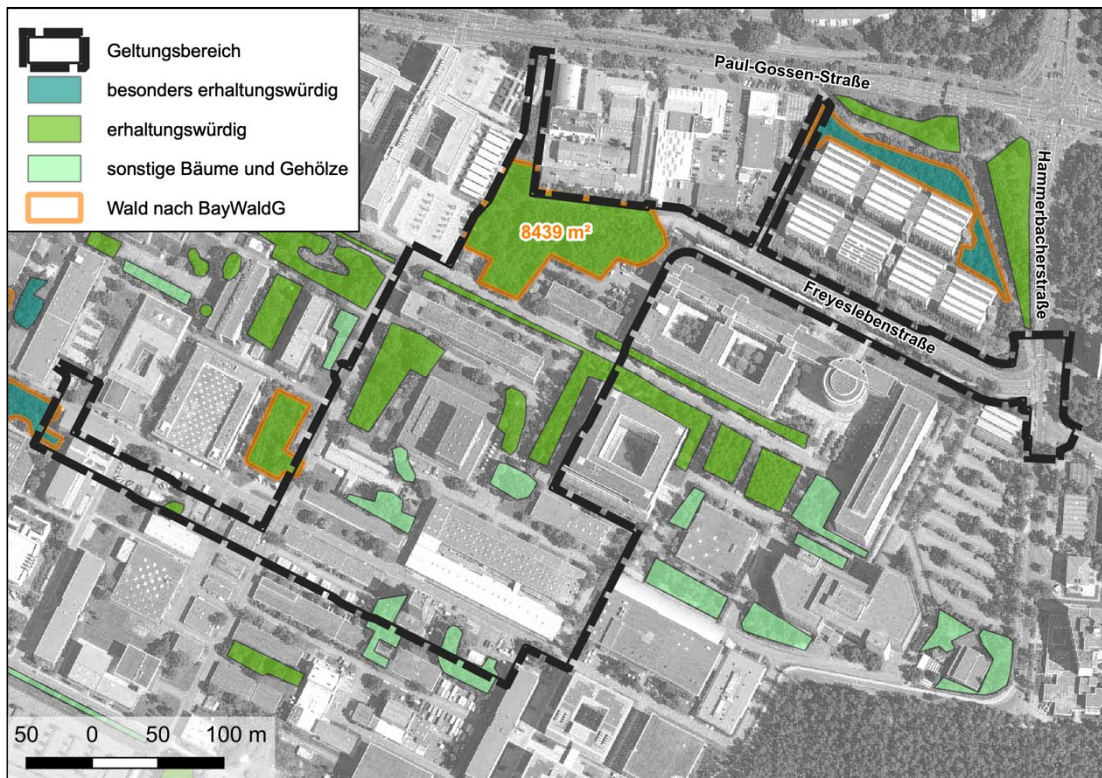 Geltungsbereich
besonders erhaltungswürdig
erhaltungswürdig
sonstige Bäume und Gehölze
Wald nach BayWaldG
Paul-Gossen-Straße
Hammerbacherstraße
8439 m²
Freyeslebenstraße
50 0 50 100 m